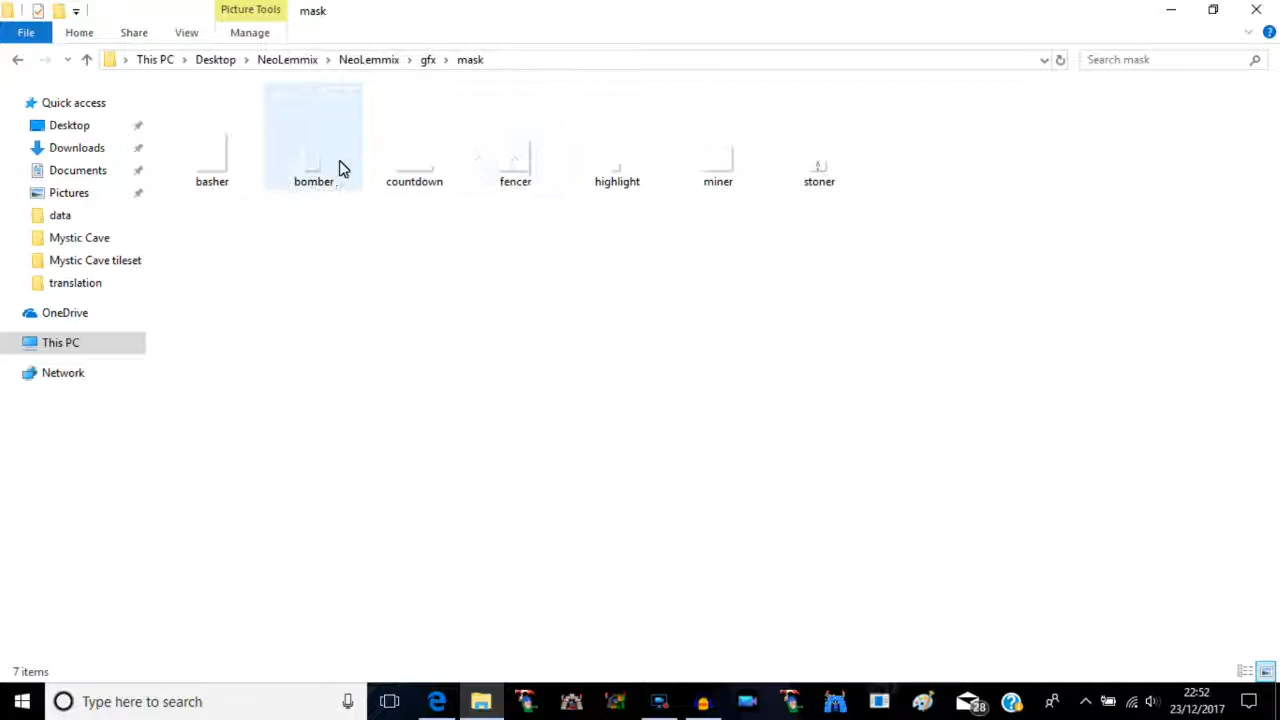 Picture Tools
mask
File
Home
Share
View
Manage
This PC
Desktop
NeoLemmix
NeoLemmix
gfx
mask
Search mask
Quick access
Desktop
Downloads
Documents
Pictures
data
Mystic Cave
Mystic Cave tileset
translation
OneDrive
This PC
Network
basher
bomber
countdown
fencer
highlight
miner
stoner
7 items
Type here to search
28
22:52
23/12/2017